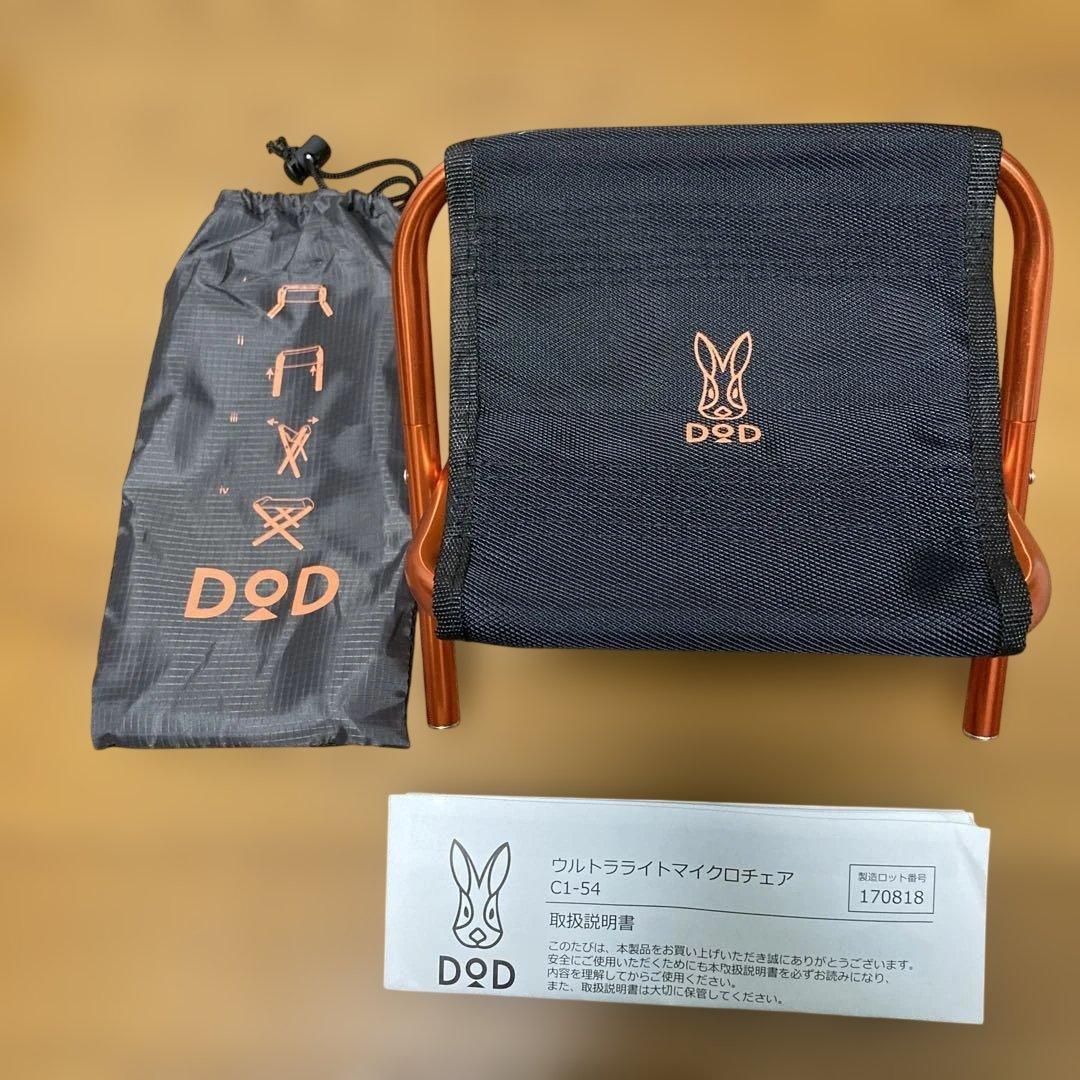 i
ii
iii
iv
DOD
DOD
DOD
ウルトラライトマイクロチェア
C1-54
製造ロット番号
170818
取扱説明書
このたびは、本製品をお買い上げいただき誠にありがとうございます。
安全にご使用いただくためにも本取扱説明書を必ずお読みになり、
内容を理解してからご使用ください。
また、取扱説明書は大切に保管してください。